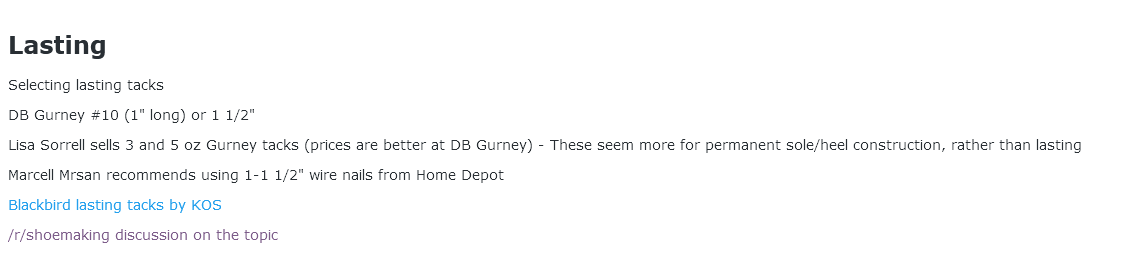 Lasting
Selecting lasting tacks
DB Gurney #10 (1" long) or 1 1/2"
Lisa Sorrell sells 3 and 5 oz Gurney tacks (prices are better at DB Gurney) - These seem more for permanent sole/heel construction, rather than lasting
Marcell Mrsan recommends using 1-1 1/2" wire nails from Home Depot
Blackbird lasting tacks by KOS
/r/shoemaking discussion on the topic